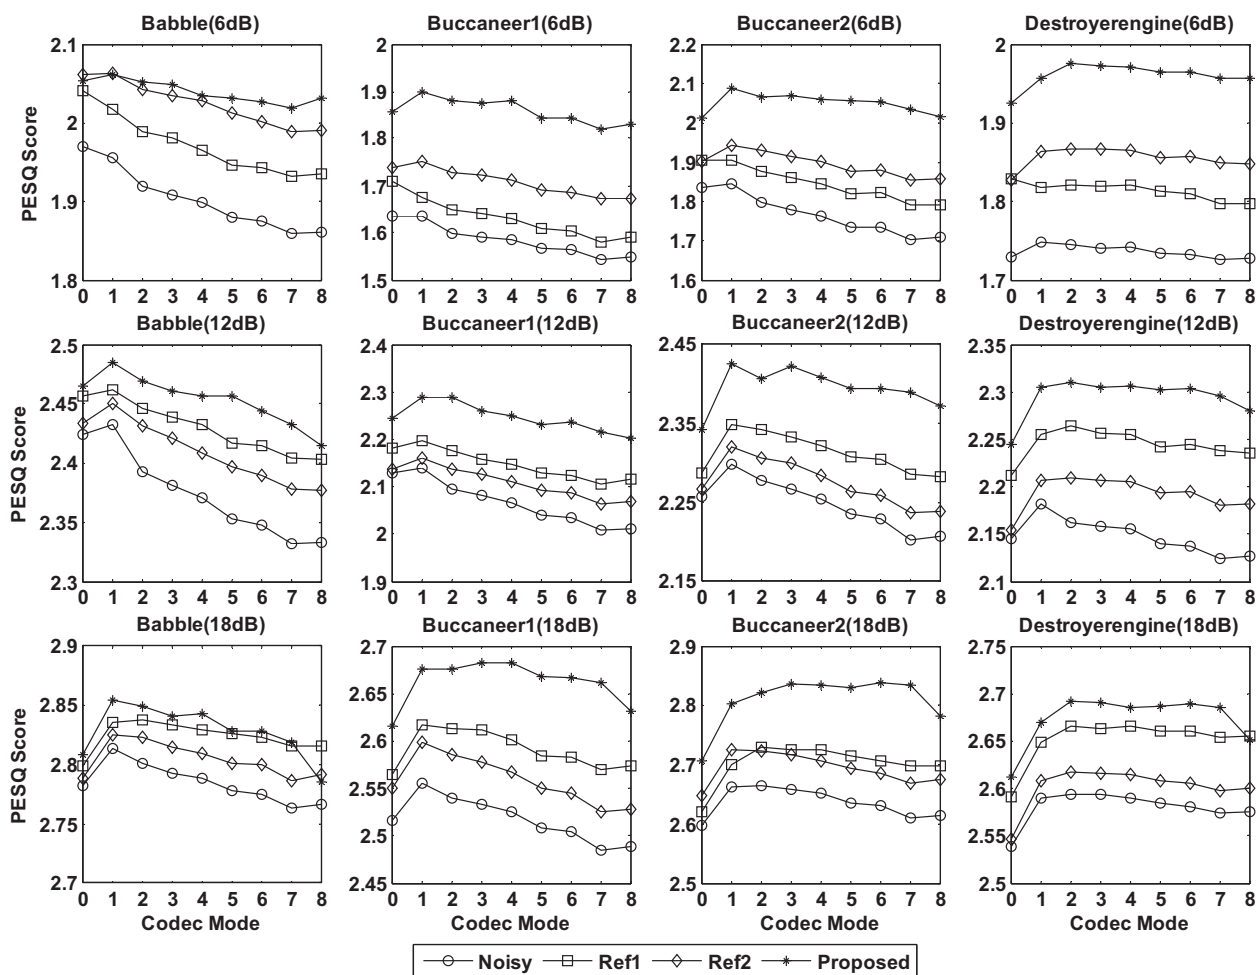 Babble(6dB) Buccaneer1(6dB) Buccaneer2(6dB) Destroyerengine(6dB)
PESQ Score
2.1 2 2.2 2
2 1.9 2.1 1.9
1.9 1.8 2 1.8
1.8 1.7 1.9 1.7
1.6 1.8
1.5 1.7
1.6
0 1 2 3 4 5 6 7 8 0 1 2 3 4 5 6 7 8 0 1 2 3 4 5 6 7 8 0 1 2 3 4 5 6 7 8
Babble(12dB) Buccaneer1(12dB) Buccaneer2(12dB) Destroyerengine(12dB)
PESQ Score
2.5 2.4 2.45 2.35
2.45 2.3 2.35 2.3
2.4 2.2 2.25 2.25
2.35 2.1 2.15 2.2
2.3 2 2.15
1.9 2.1
0 1 2 3 4 5 6 7 8 0 1 2 3 4 5 6 7 8 0 1 2 3 4 5 6 7 8 0 1 2 3 4 5 6 7 8
Babble(18dB) Buccaneer1(18dB) Buccaneer2(18dB) Destroyerengine(18dB)
PESQ Score
2.9 2.7 2.9 2.75
2.85 2.65 2.8 2.7
2.8 2.6 2.7 2.65
2.75 2.55 2.6 2.6
2.7 2.5 2.5 2.55
2.45 2.5
0 1 2 3 4 5 6 7 8 0 1 2 3 4 5 6 7 8 0 1 2 3 4 5 6 7 8 0 1 2 3 4 5 6 7 8
Codec Mode Codec Mode Codec Mode Codec Mode
Noisy Ref1 Ref2 Proposed